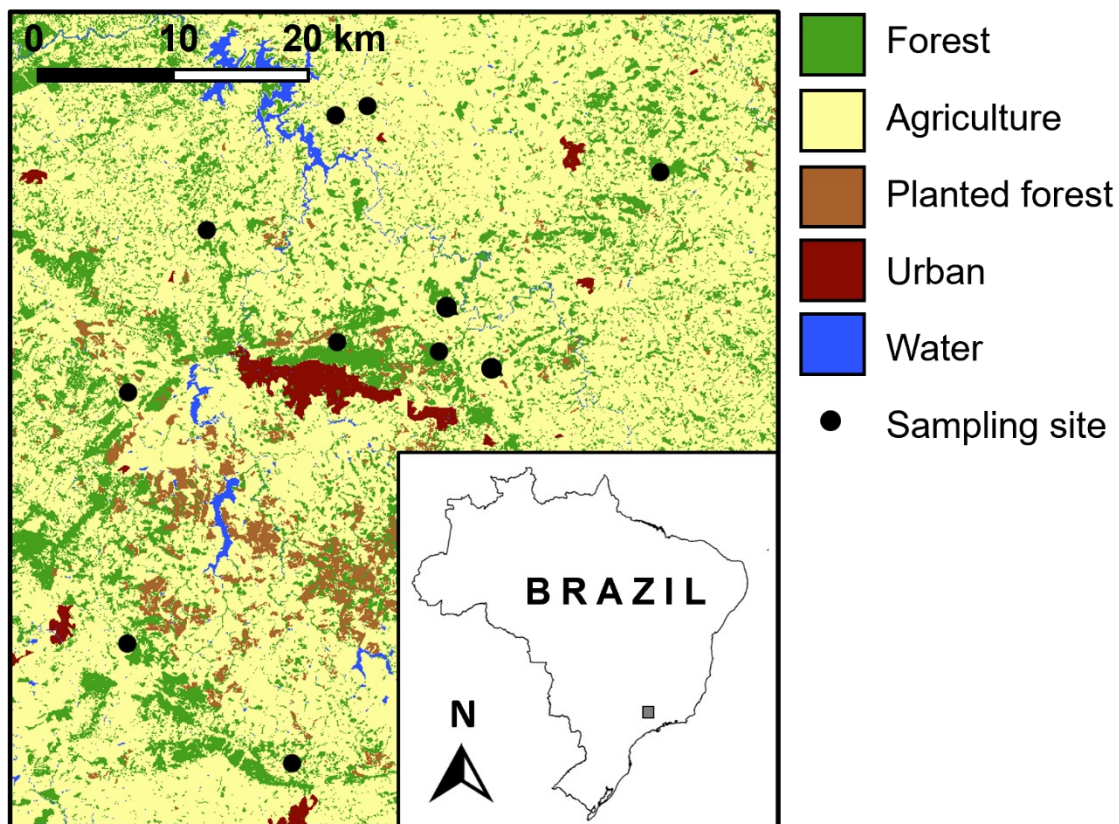 0 10 20 km
Forest
Agriculture
Planted forest
Urban
Water
Sampling site
BRAZIL
N